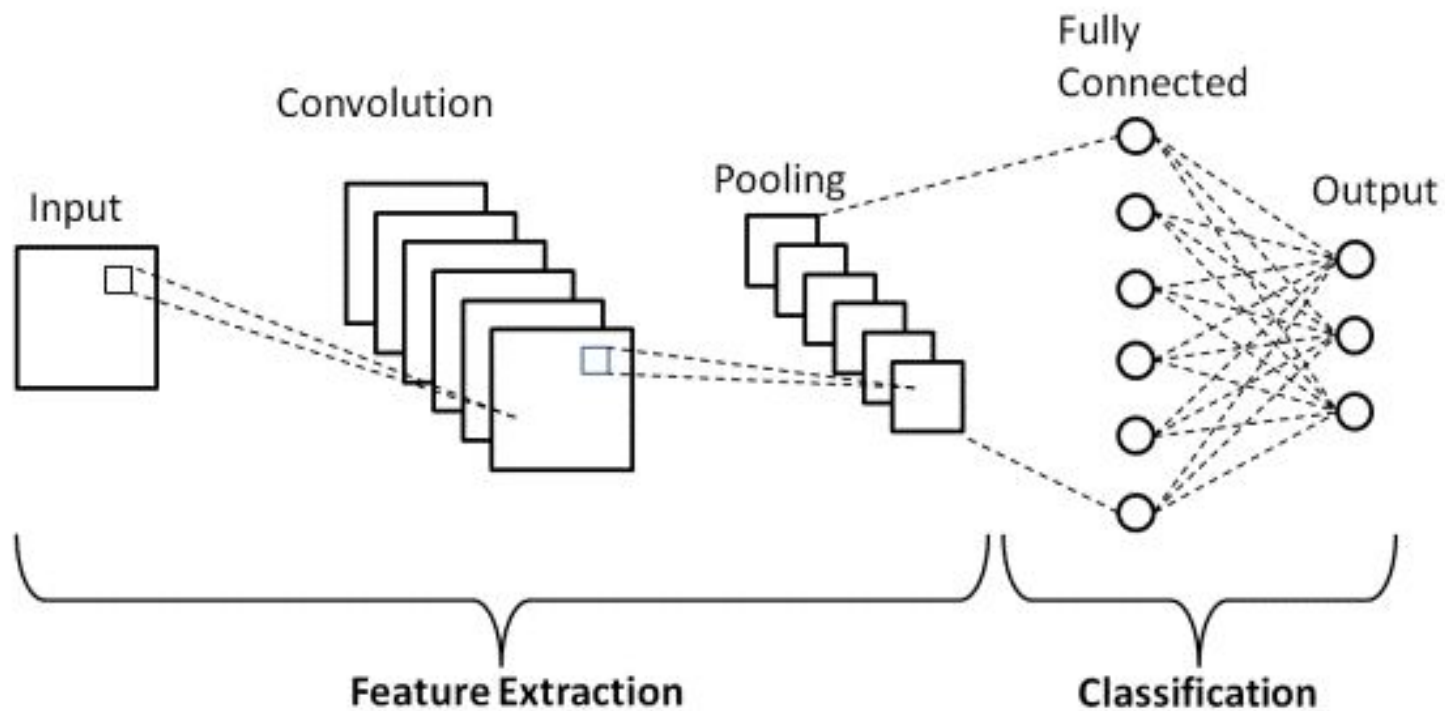 Input
Convolution
Pooling
Fully
Connected
Output
Feature Extraction
Classification